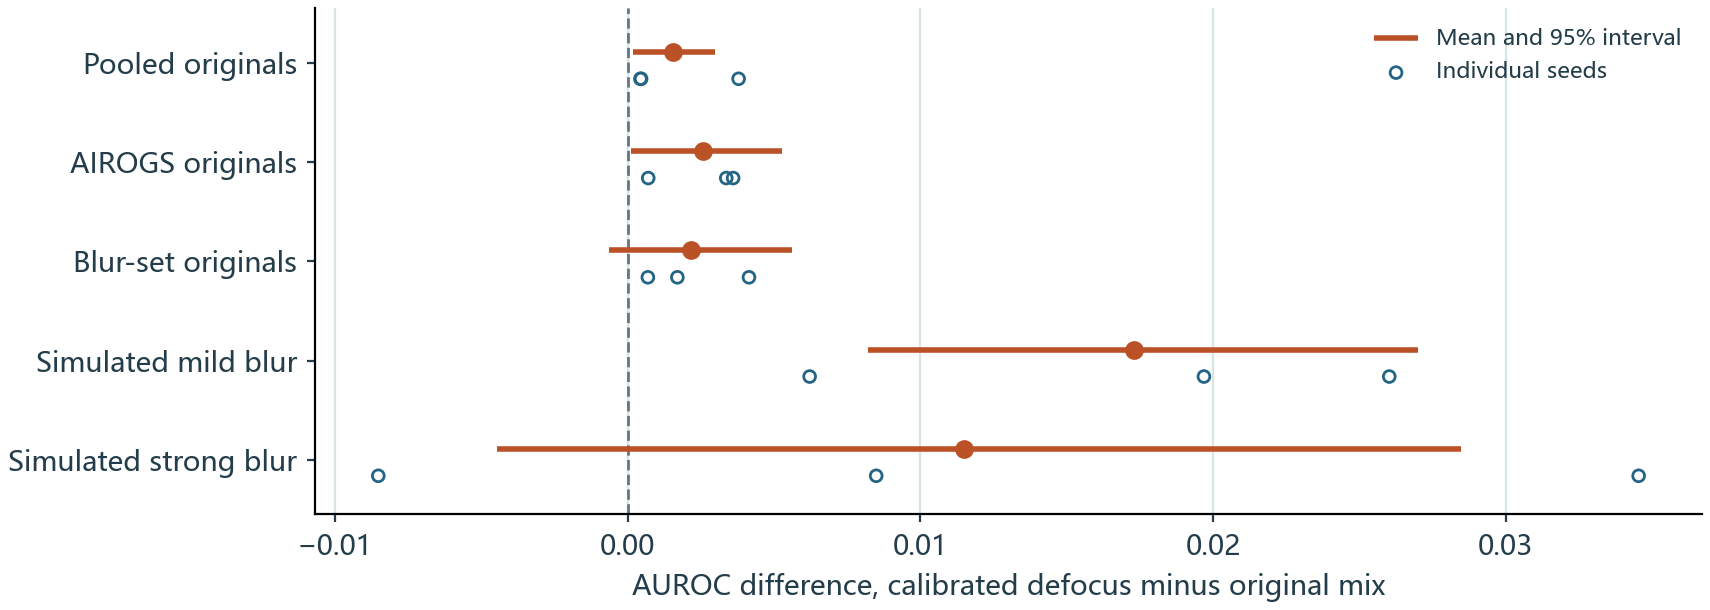 Mean and 95% interval
Individual seeds
Pooled originals
AIROGS originals
Blur-set originals
Simulated mild blur
Simulated strong blur
−0.01 0.00 0.01 0.02 0.03
AUROC difference, calibrated defocus minus original mix